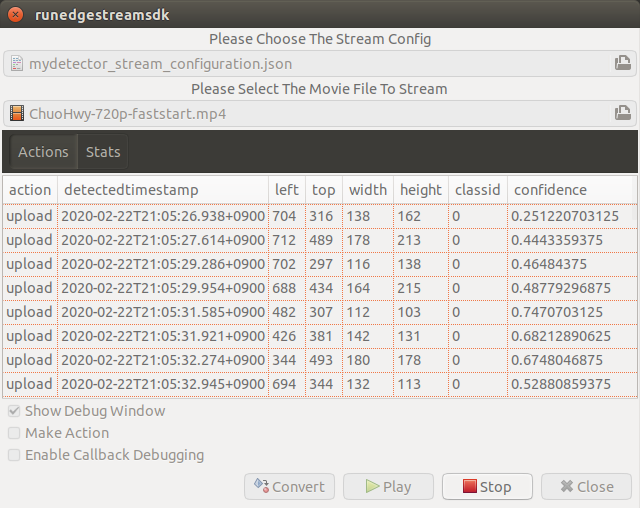 runedgestreamsdk
Please Choose The Stream Config
mydetector_stream_configuration.json
Please Select The Movie File To Stream
ChuoHwy-720p-faststart.mp4
Actions Stats
action detectedtimestamp left top width height classid confidence
upload 2020-02-22T21:05:26.938+0900 704 316 138 162 0 0.251220703125
upload 2020-02-22T21:05:27.614+0900 712 489 178 213 0 0.4443359375
upload 2020-02-22T21:05:29.286+0900 702 297 116 138 0 0.46484375
upload 2020-02-22T21:05:29.954+0900 688 434 164 215 0 0.48779296875
upload 2020-02-22T21:05:31.585+0900 482 307 112 103 0 0.7470703125
upload 2020-02-22T21:05:31.921+0900 426 381 142 131 0 0.68212890625
upload 2020-02-22T21:05:32.274+0900 344 493 180 178 0 0.6748046875
upload 2020-02-22T21:05:32.945+0900 694 344 132 113 0 0.52880859375
Show Debug Window
Make Action
Enable Callback Debugging
Convert Play Stop Close